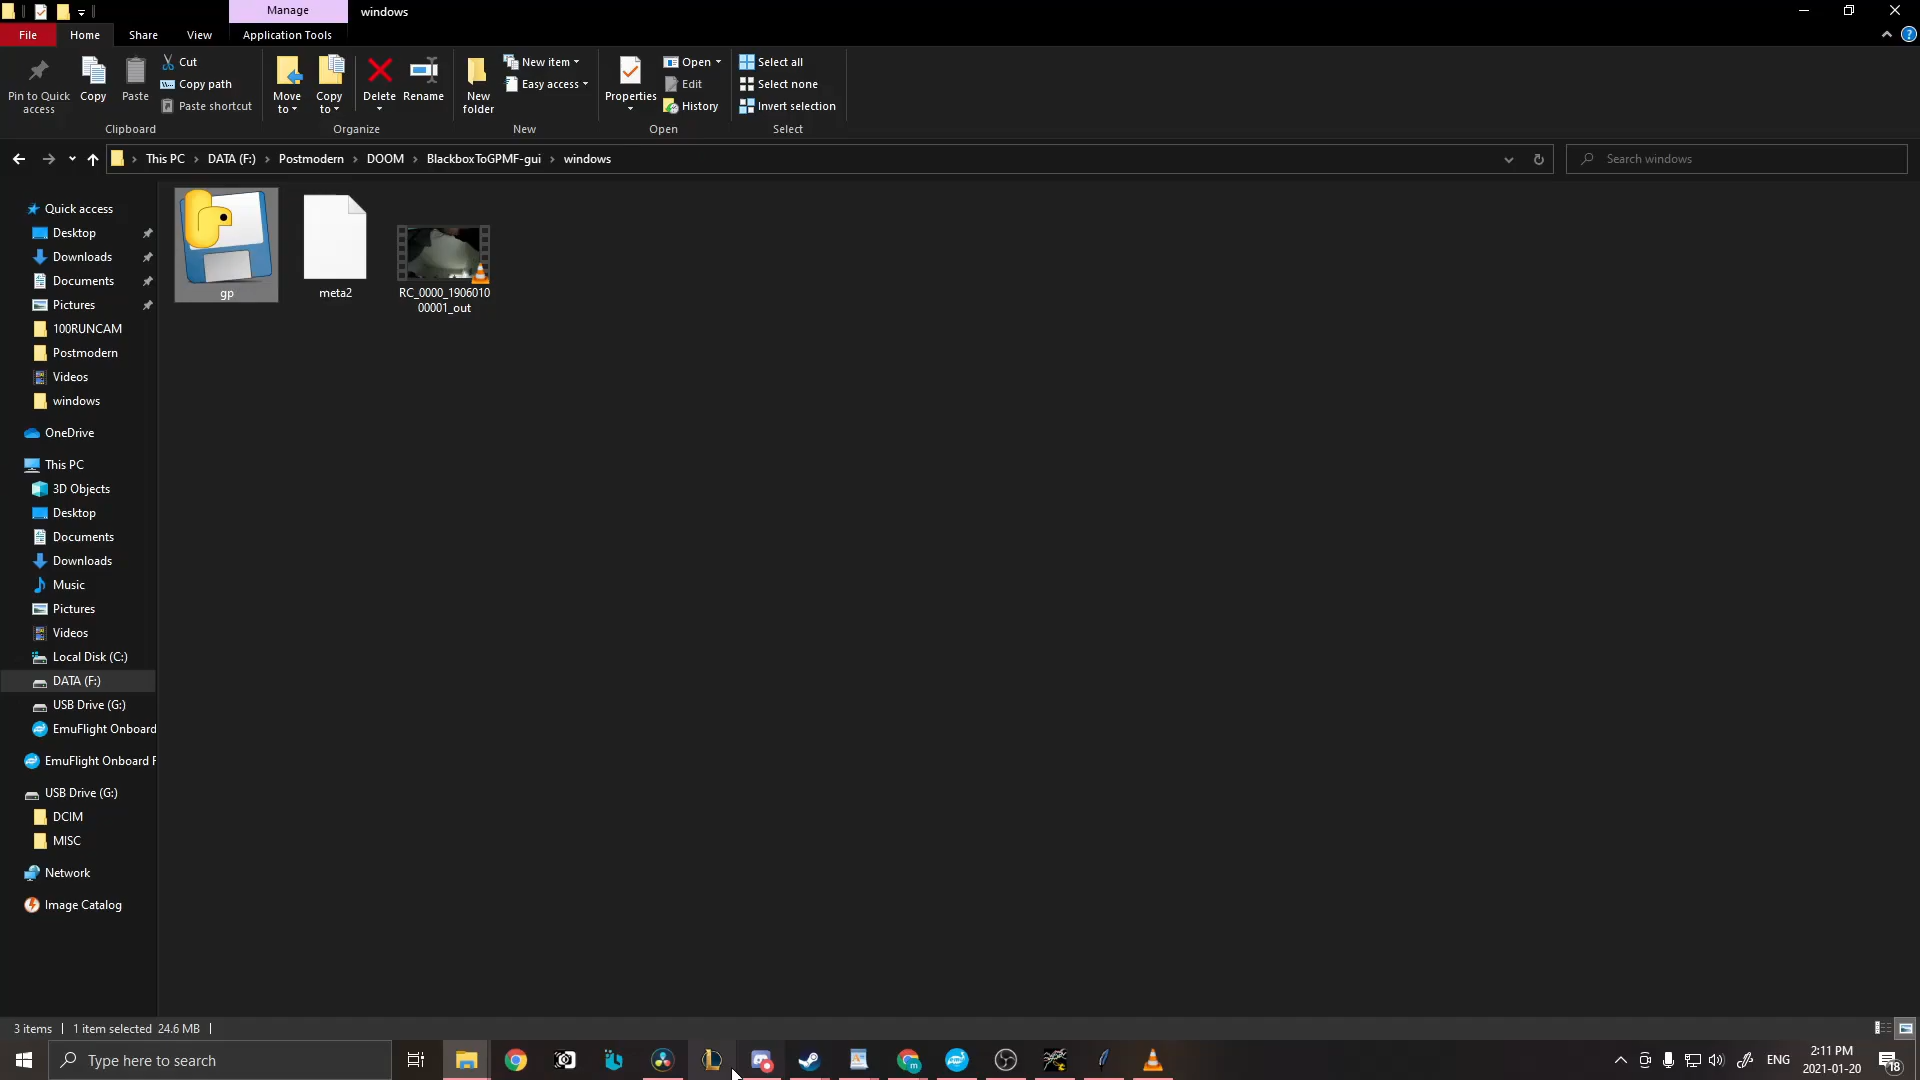 Manage
windows
File
Home
Share
View
Application Tools
Pin to Quick
access
Copy
Paste
Cut
Copy path
Paste shortcut
Clipboard
Move
to
Copy
to
Delete
Rename
Organize
New
folder
New item
Easy access
New
Properties
Open
Edit
History
Open
Select all
Select none
Invert selection
Select
This PC
DATA (F:)
Postmodern
DOOM
BlackboxToGPMF-gui
windows
Search windows
Quick access
Desktop
Downloads
Documents
Pictures
100RUNCAM
Postmodern
Videos
windows
OneDrive
This PC
3D Objects
Desktop
Documents
Downloads
Music
Pictures
Videos
Local Disk (C:)
DATA (F:)
USB Drive (G:)
EmuFlight Onboard
EmuFlight Onboard F
USB Drive (G:)
DCIM
MISC
Network
Image Catalog
gp
meta2
RC_0000_1906010
00001_out
3 items
1 item selected 24.6 MB
Type here to search
ENG
2:11 PM
2021-01-20
18